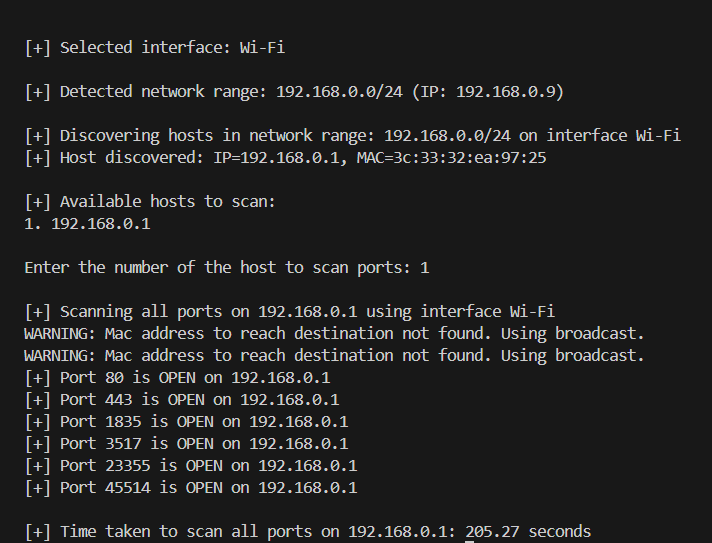 [+] Selected interface: Wi-Fi
[+] Detected network range: 192.168.0.0/24 (IP: 192.168.0.9)
[+] Discovering hosts in network range: 192.168.0.0/24 on interface Wi-Fi
[+] Host discovered: IP=192.168.0.1, MAC=3c:33:32:ea:97:25
[+] Available hosts to scan:
1. 192.168.0.1
Enter the number of the host to scan ports: 1
[+] Scanning all ports on 192.168.0.1 using interface Wi-Fi
WARNING: Mac address to reach destination not found. Using broadcast.
WARNING: Mac address to reach destination not found. Using broadcast.
[+] Port 80 is OPEN on 192.168.0.1
[+] Port 443 is OPEN on 192.168.0.1
[+] Port 1835 is OPEN on 192.168.0.1
[+] Port 3517 is OPEN on 192.168.0.1
[+] Port 23355 is OPEN on 192.168.0.1
[+] Port 45514 is OPEN on 192.168.0.1
[+] Time taken to scan all ports on 192.168.0.1: 205.27 seconds